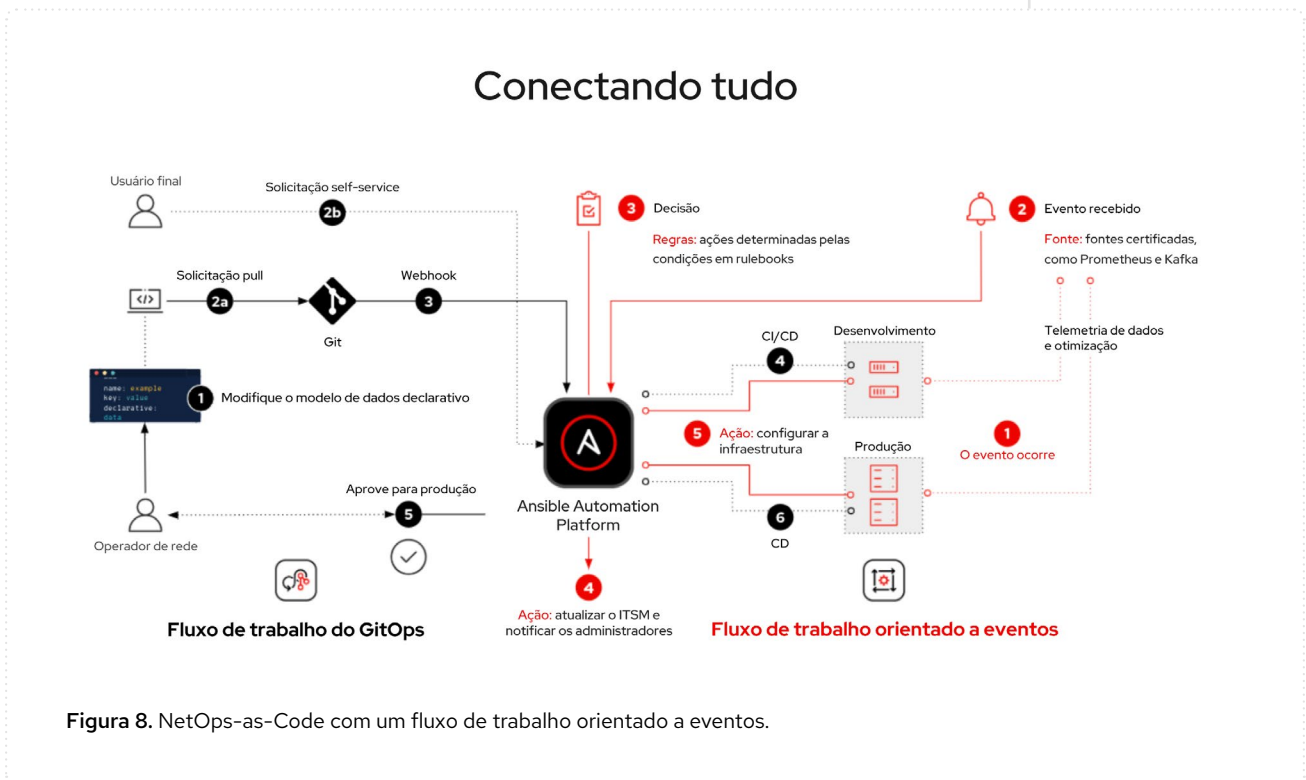 Conectando tudo
Usuário final
Solicitação self-service
2b
Solicitação pull
2a
Git
Webhook
3
</>
name: example
key: value
declarative:
data
1
Modifique o modelo de dados declarativo
Aprove para produção
5
Operador de rede
Fluxo de trabalho do GitOps
3
Decisão
Regras: ações determinadas pelas
condições em rulebooks
2
Evento recebido
Fonte: fontes certificadas,
como Prometheus e Kafka
Telemetria de dados
e otimização
CI/CD
4
Desenvolvimento
5
Ação: configurar a
infraestrutura
Produção
1
O evento ocorre
Ansible Automation
Platform
6
CD
4
Ação: atualizar o ITSM e
notificar os administradores
Fluxo de trabalho orientado a eventos
Figura 8. NetOps-as-Code com um fluxo de trabalho orientado a eventos.